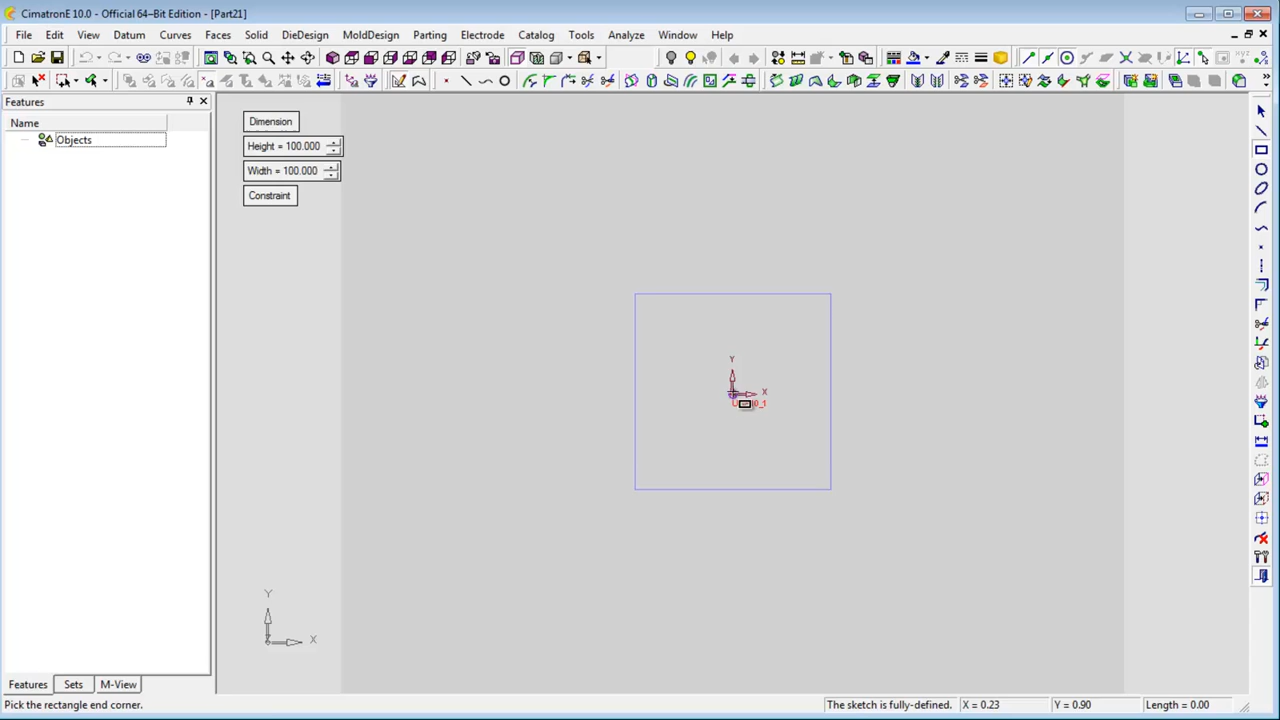 CimatronE 10.0 - Official 64-Bit Edition - [Part21]
File Edit View Datum Curves Faces Solid DieDesign MoldDesign Parting Electrode Catalog Tools Analyze Window Help
Features
Name
Objects
Dimension
Height = 100.000
Width = 100.000
Constraint
Y
X
Y
X
Features Sets M-View
Pick the rectangle end corner. The sketch is fully-defined. X = 0.23 Y = 0.90 Length = 0.00